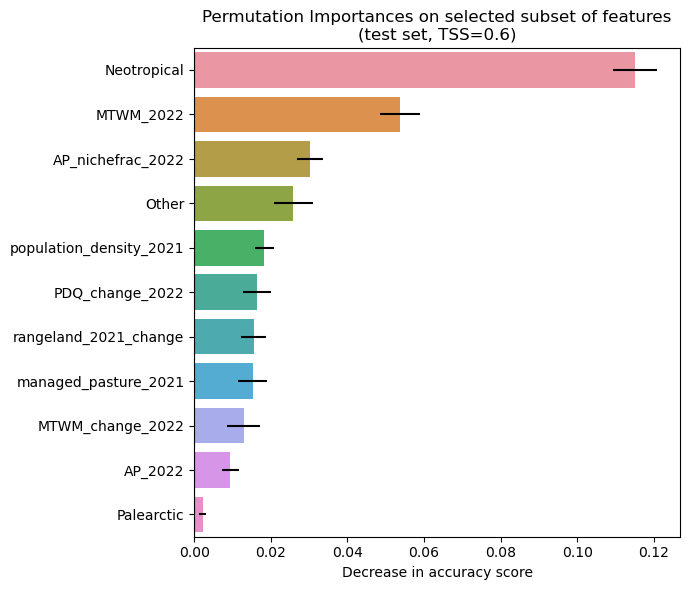 Permutation Importances on selected subset of features
(test set, TSS=0.6)
Neotropical
MTWM_2022
AP_nichefrac_2022
Other
population_density_2021
PDQ_change_2022
rangeland_2021_change
managed_pasture_2021
MTWM_change_2022
AP_2022
Palearctic
0.00 0.02 0.04 0.06 0.08 0.10 0.12
Decrease in accuracy score